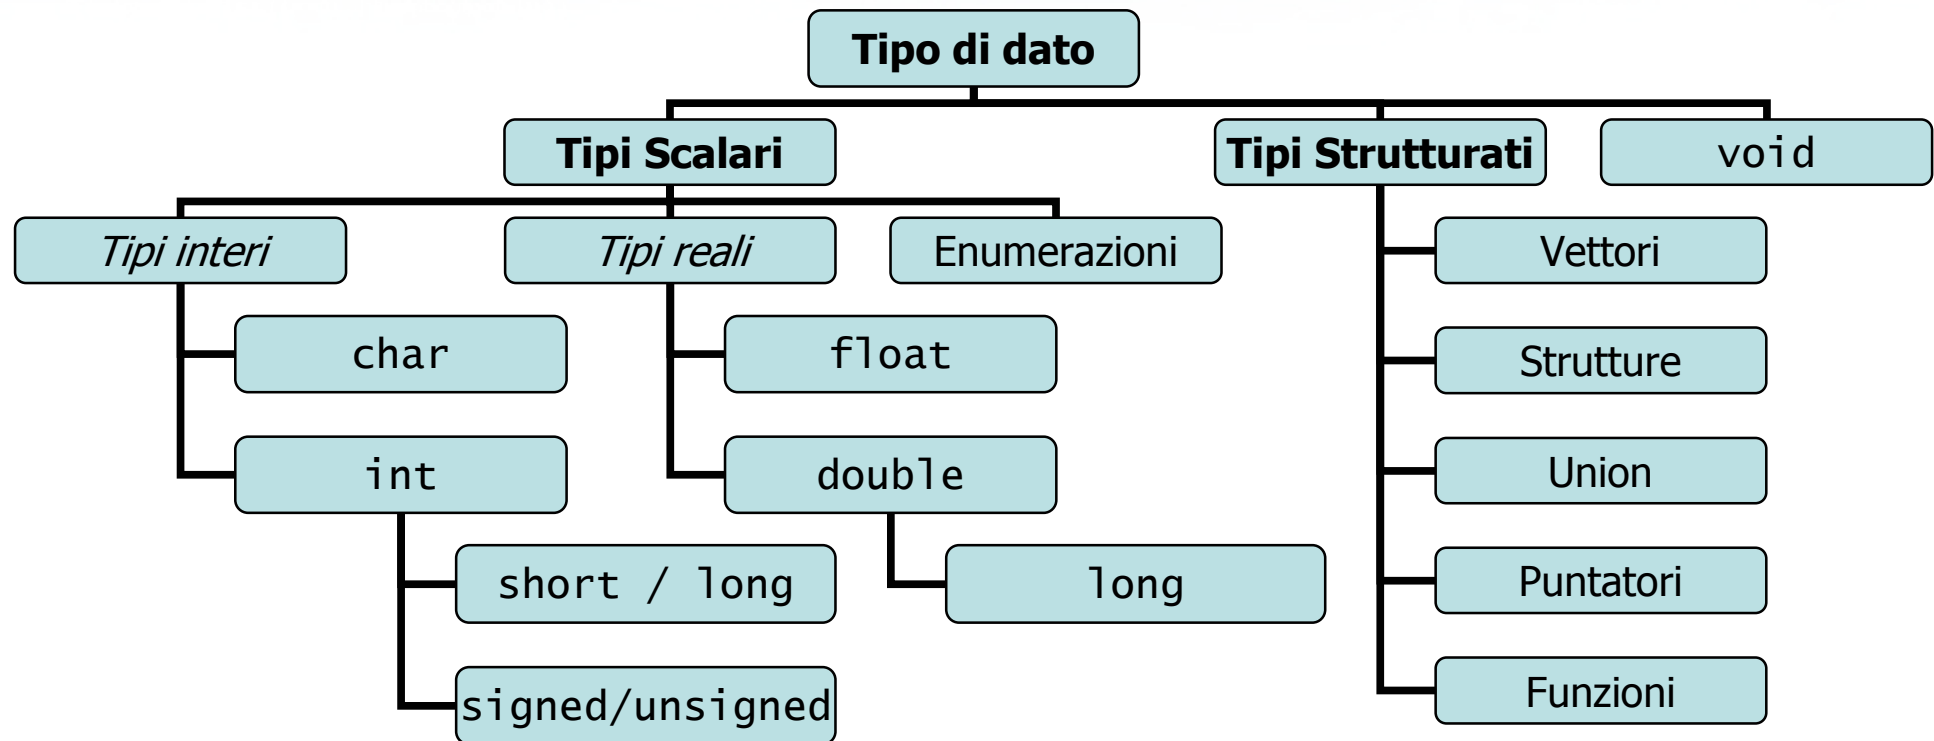 Tipo di dato
Tipi Scalari
Tipi Strutturati
void
Tipi interi
Tipi reali
Enumerazioni
Vettori
char
float
Strutture
int
double
Union
short / long
long
Puntatori
signed/unsigned
Funzioni